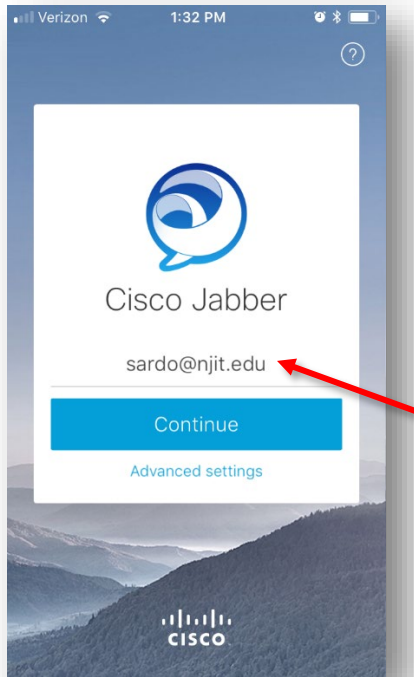 Verizon 1:32 PM
?
Cisco Jabber
sardo@njit.edu
Continue
Advanced settings
CISCO